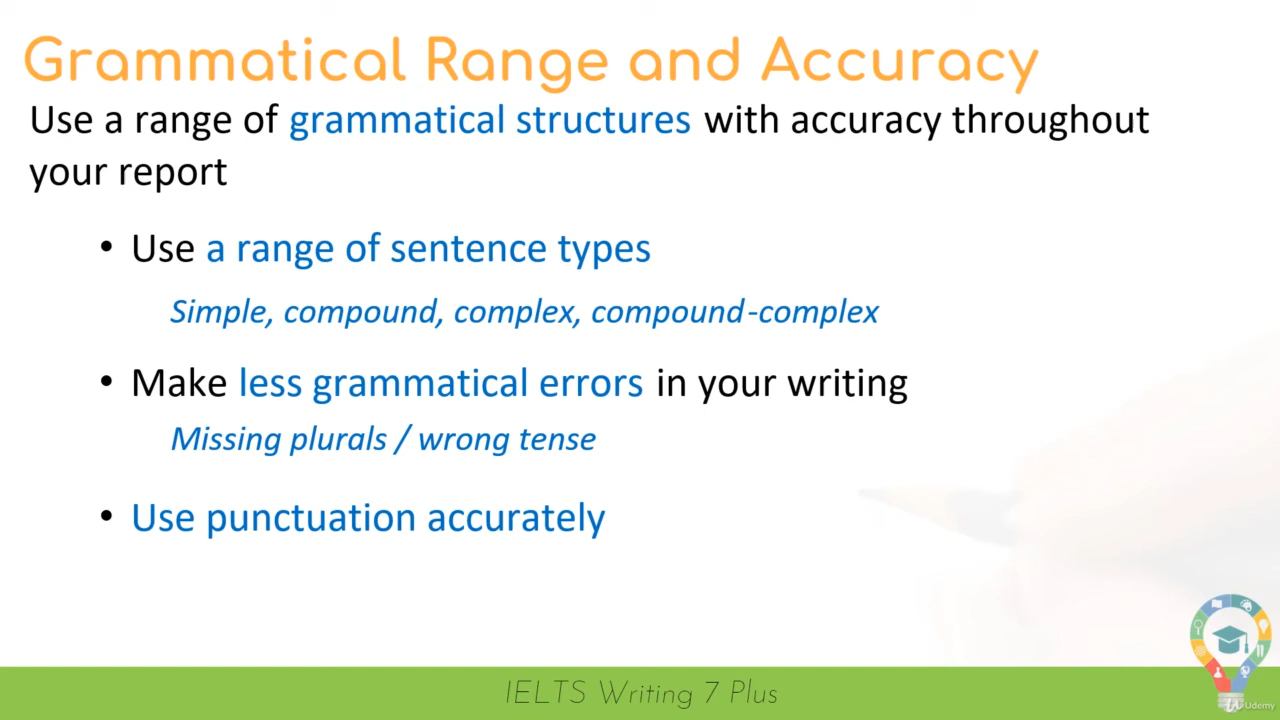 Grammatical Range and Accuracy
Use a range of grammatical structures with accuracy throughout
your report
• Use a range of sentence types
Simple, compound, complex, compound-complex
• Make less grammatical errors in your writing
Missing plurals / wrong tense
• Use punctuation accurately
IELTS Writing 7 Plus
Udemy